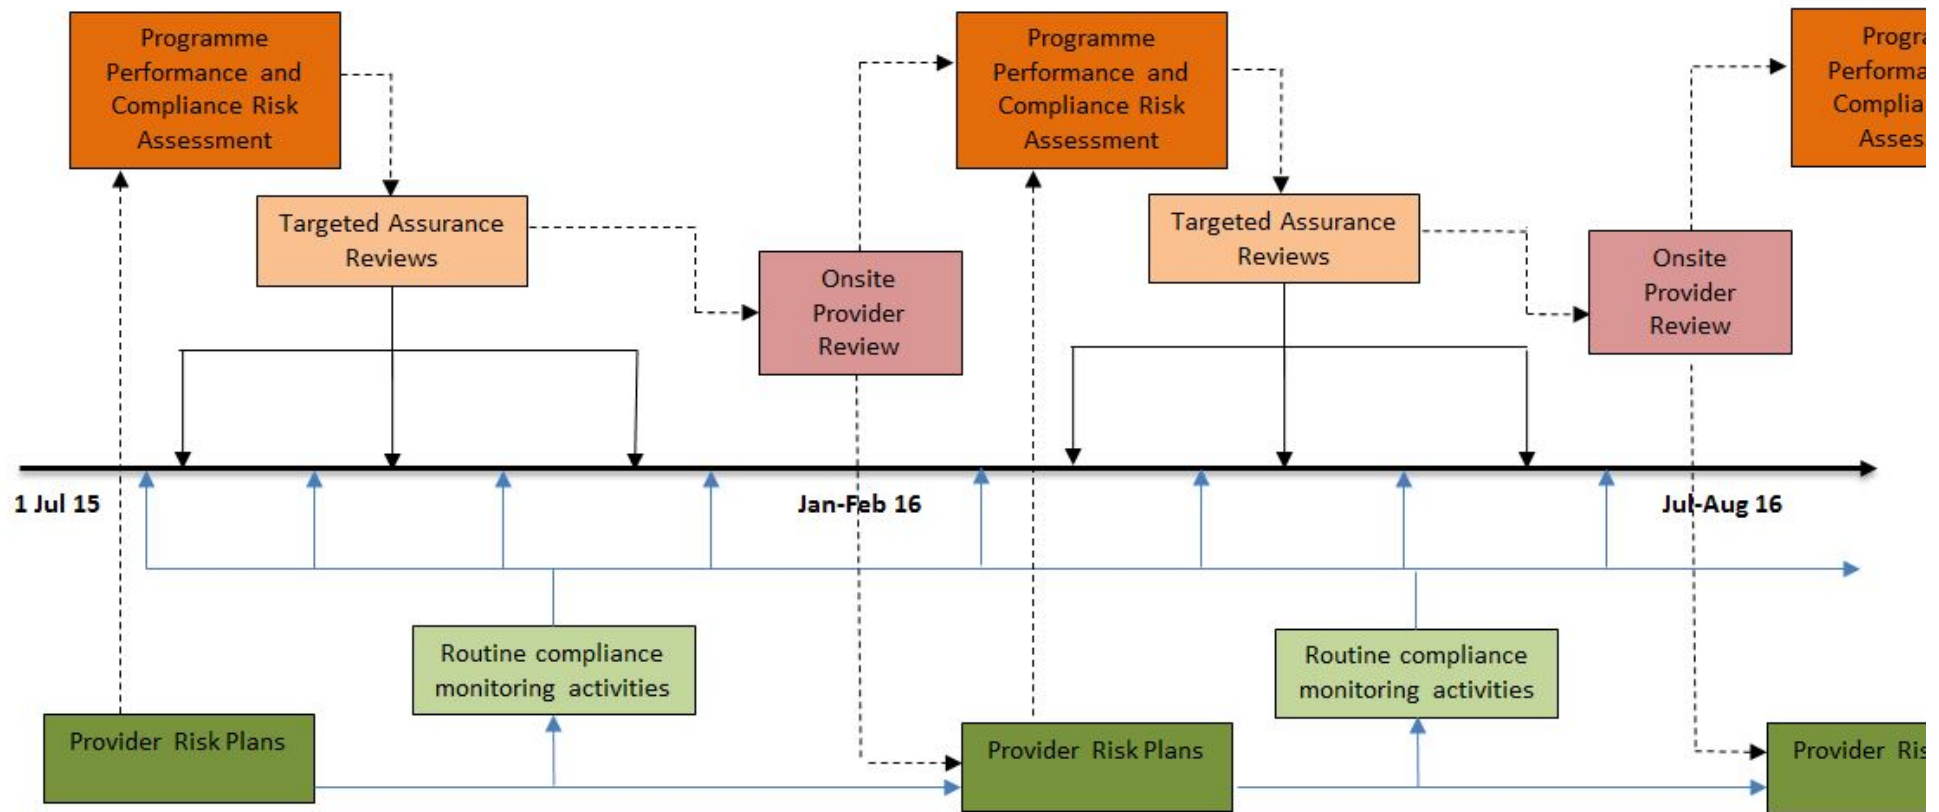 Programme
Performance and
Compliance Risk
Assessment
Programme
Performance and
Compliance Risk
Assessment
Targeted Assurance
Reviews
Targeted Assurance
Reviews
Onsite
Provider
Review
Onsite
Provider
Review
1 Jul 15
Jan-Feb 16
Jul-Aug 16
Routine compliance
monitoring activities
Routine compliance
monitoring activities
Provider Risk Plans
Provider Risk Plans
Provider